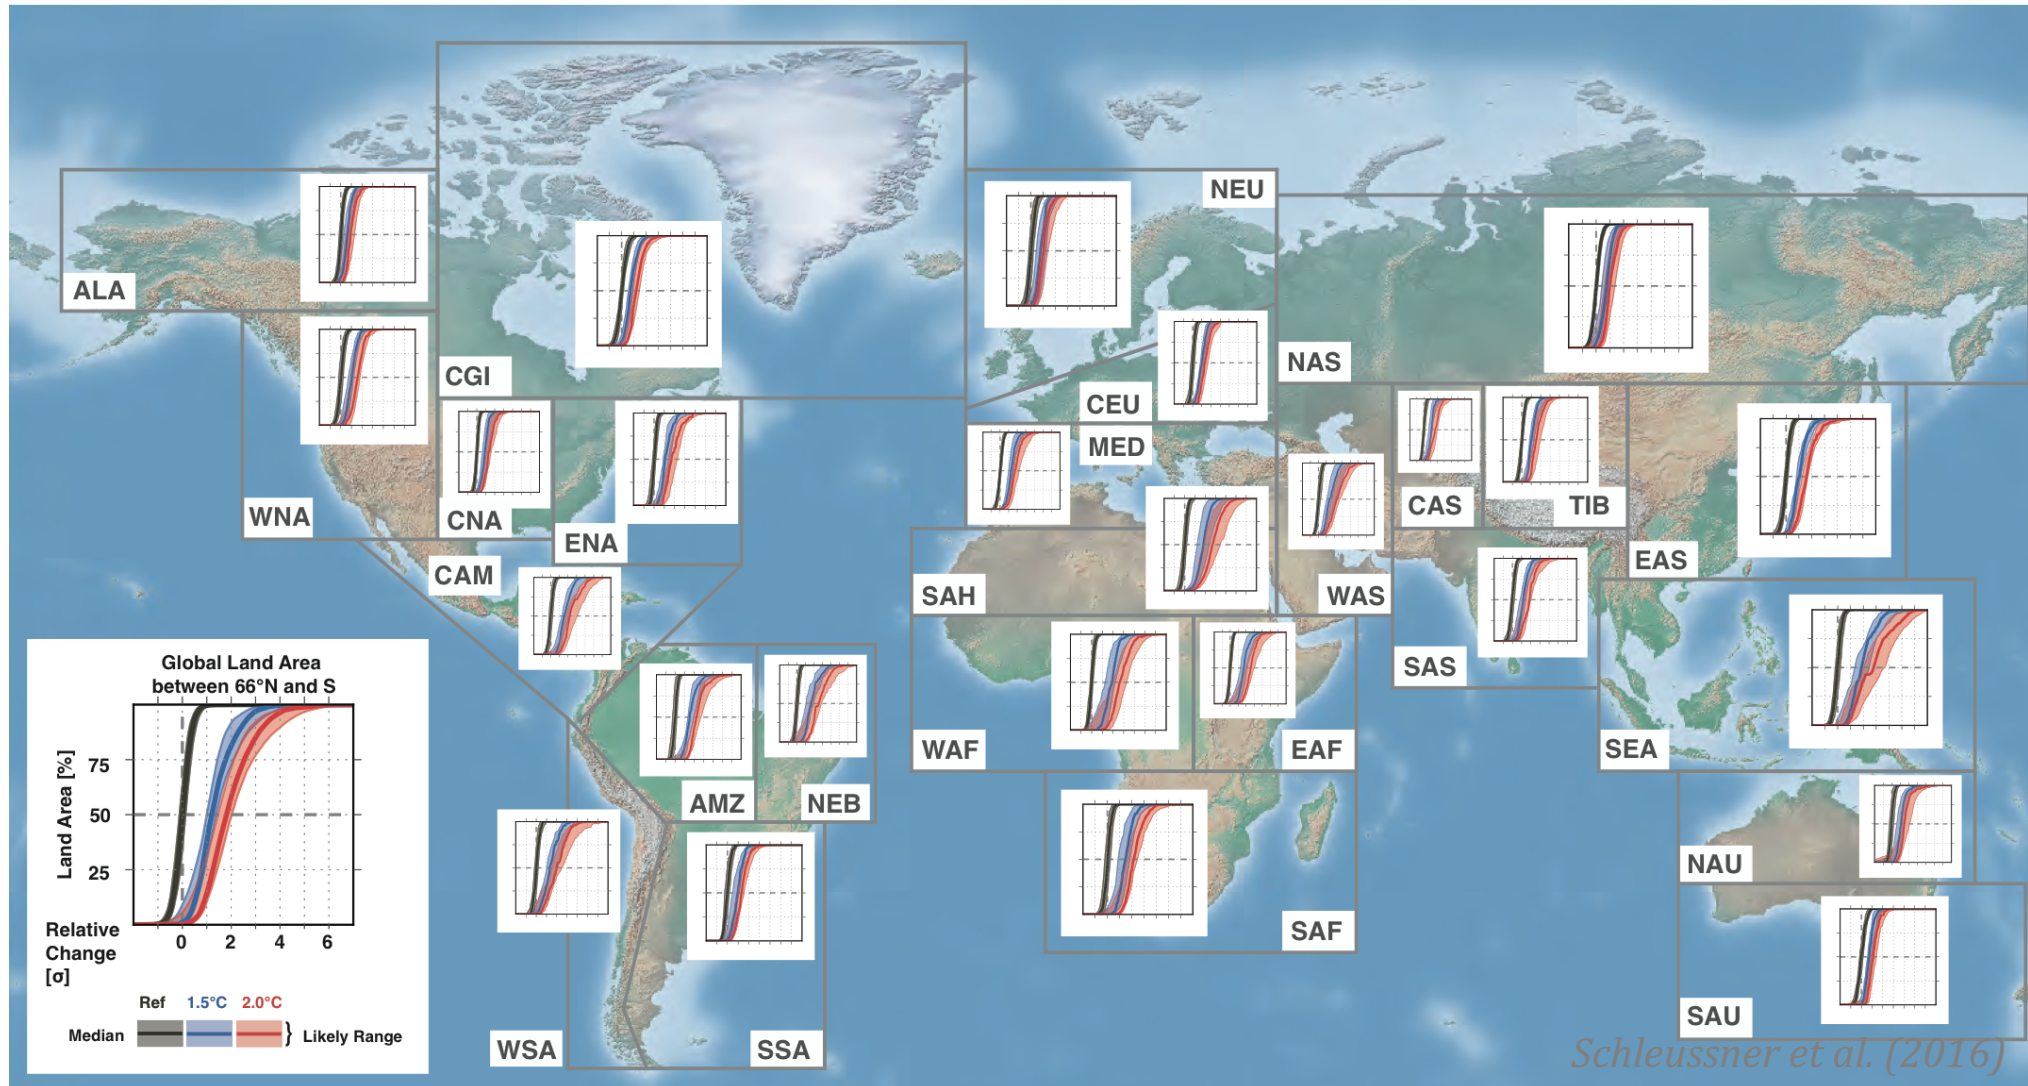 NEU
ALA
NAS
CGI
CEU
MED
WNA
CNA
CAS
TIB
ENA
EAS
CAM
SAH
WAS
SAS
Global Land Area
between 66°N and S
WAF
EAF
SEA
75
50
25
Land Area [%]
AMZ
NEB
NAU
SAF
Relative
Change
[σ]
0 2 4 6
Ref 1.5°C 2.0°C
Median } Likely Range
WSA
SSA
SAU
Schleussner et al. (2016)